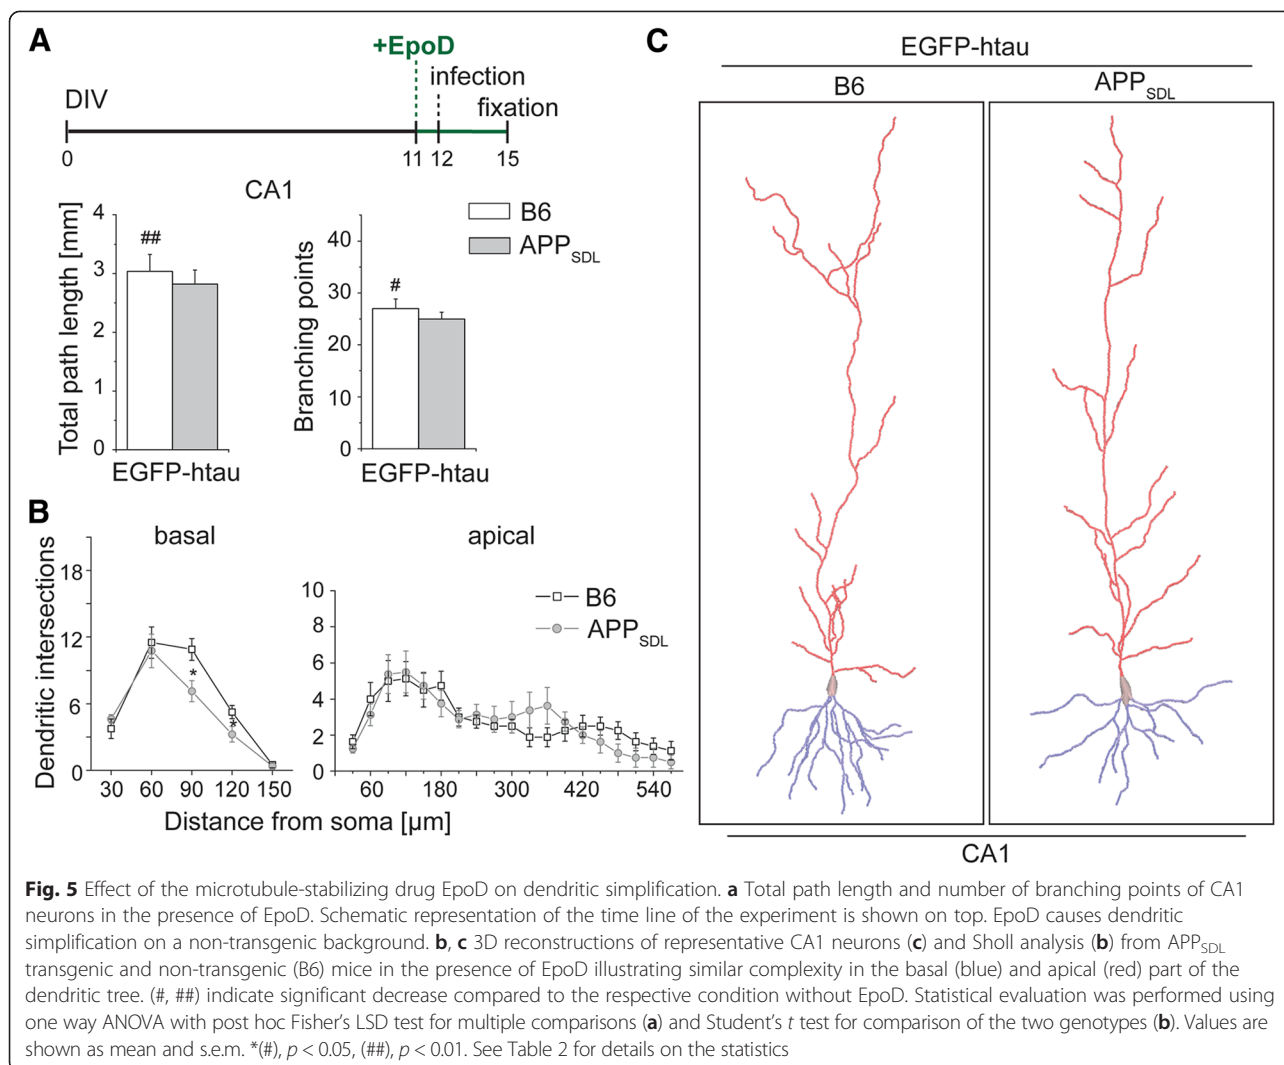 A
+EpoD
infection
DIV
fixation
0
11
12
15
CA1
Total path length [mm]
4
3
2
1
0
##
EGFP-htau
Branching points
40
30
20
10
0
#
EGFP-htau
B6
APPSDL
B
basal
apical
Dendritic intersections
18
12
6
0
*
*
30 60 90 120 150
10
8
6
4
2
0
B6
APPSDL
60 180 300 420 540
Distance from soma [µm]
C
EGFP-htau
B6
APPSDL
CA1
Fig. 5 Effect of the microtubule-stabilizing drug EpoD on dendritic simplification. a Total path length and number of branching points of CA1
neurons in the presence of EpoD. Schematic representation of the time line of the experiment is shown on top. EpoD causes dendritic
simplification on a non-transgenic background. b, c 3D reconstructions of representative CA1 neurons (c) and Sholl analysis (b) from APPSDL
transgenic and non-transgenic (B6) mice in the presence of EpoD illustrating similar complexity in the basal (blue) and apical (red) part of the
dendritic tree. (#, ##) indicate significant decrease compared to the respective condition without EpoD. Statistical evaluation was performed using
one way ANOVA with post hoc Fisher's LSD test for multiple comparisons (a) and Student's t test for comparison of the two genotypes (b). Values are
shown as mean and s.e.m. *(#), p < 0.05, (##), p < 0.01. See Table 2 for details on the statistics